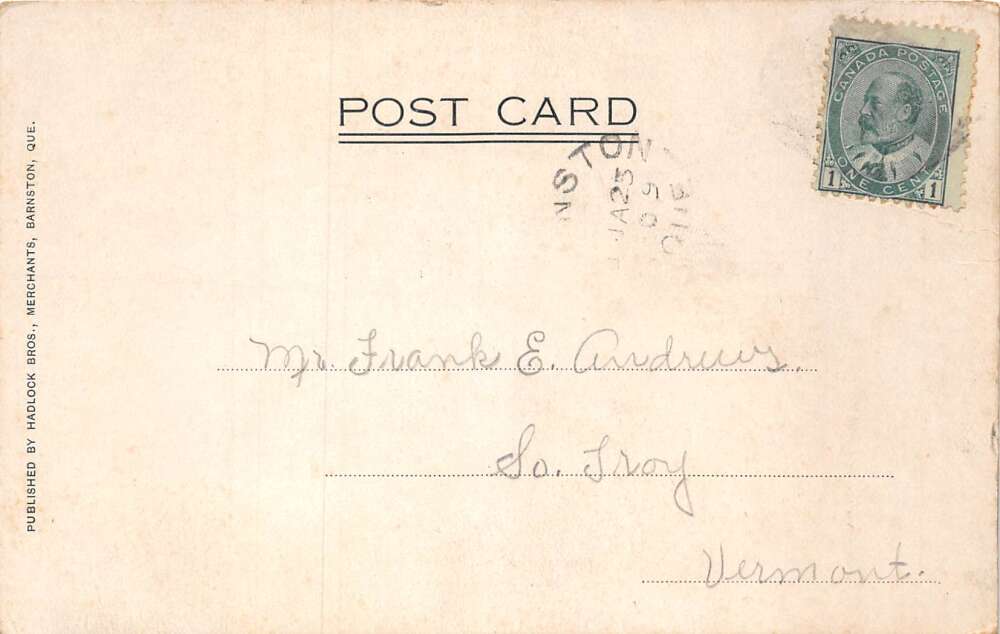 POST CARD
CANADA POSTAGE
ONE CENT
1 1
NSTON
JA 25
09
QUE
Mr. Frank E. Andrews.
So. Troy
Vermont.
PUBLISHED BY HADLOCK BROS., MERCHANTS, BARNSTON, QUE.